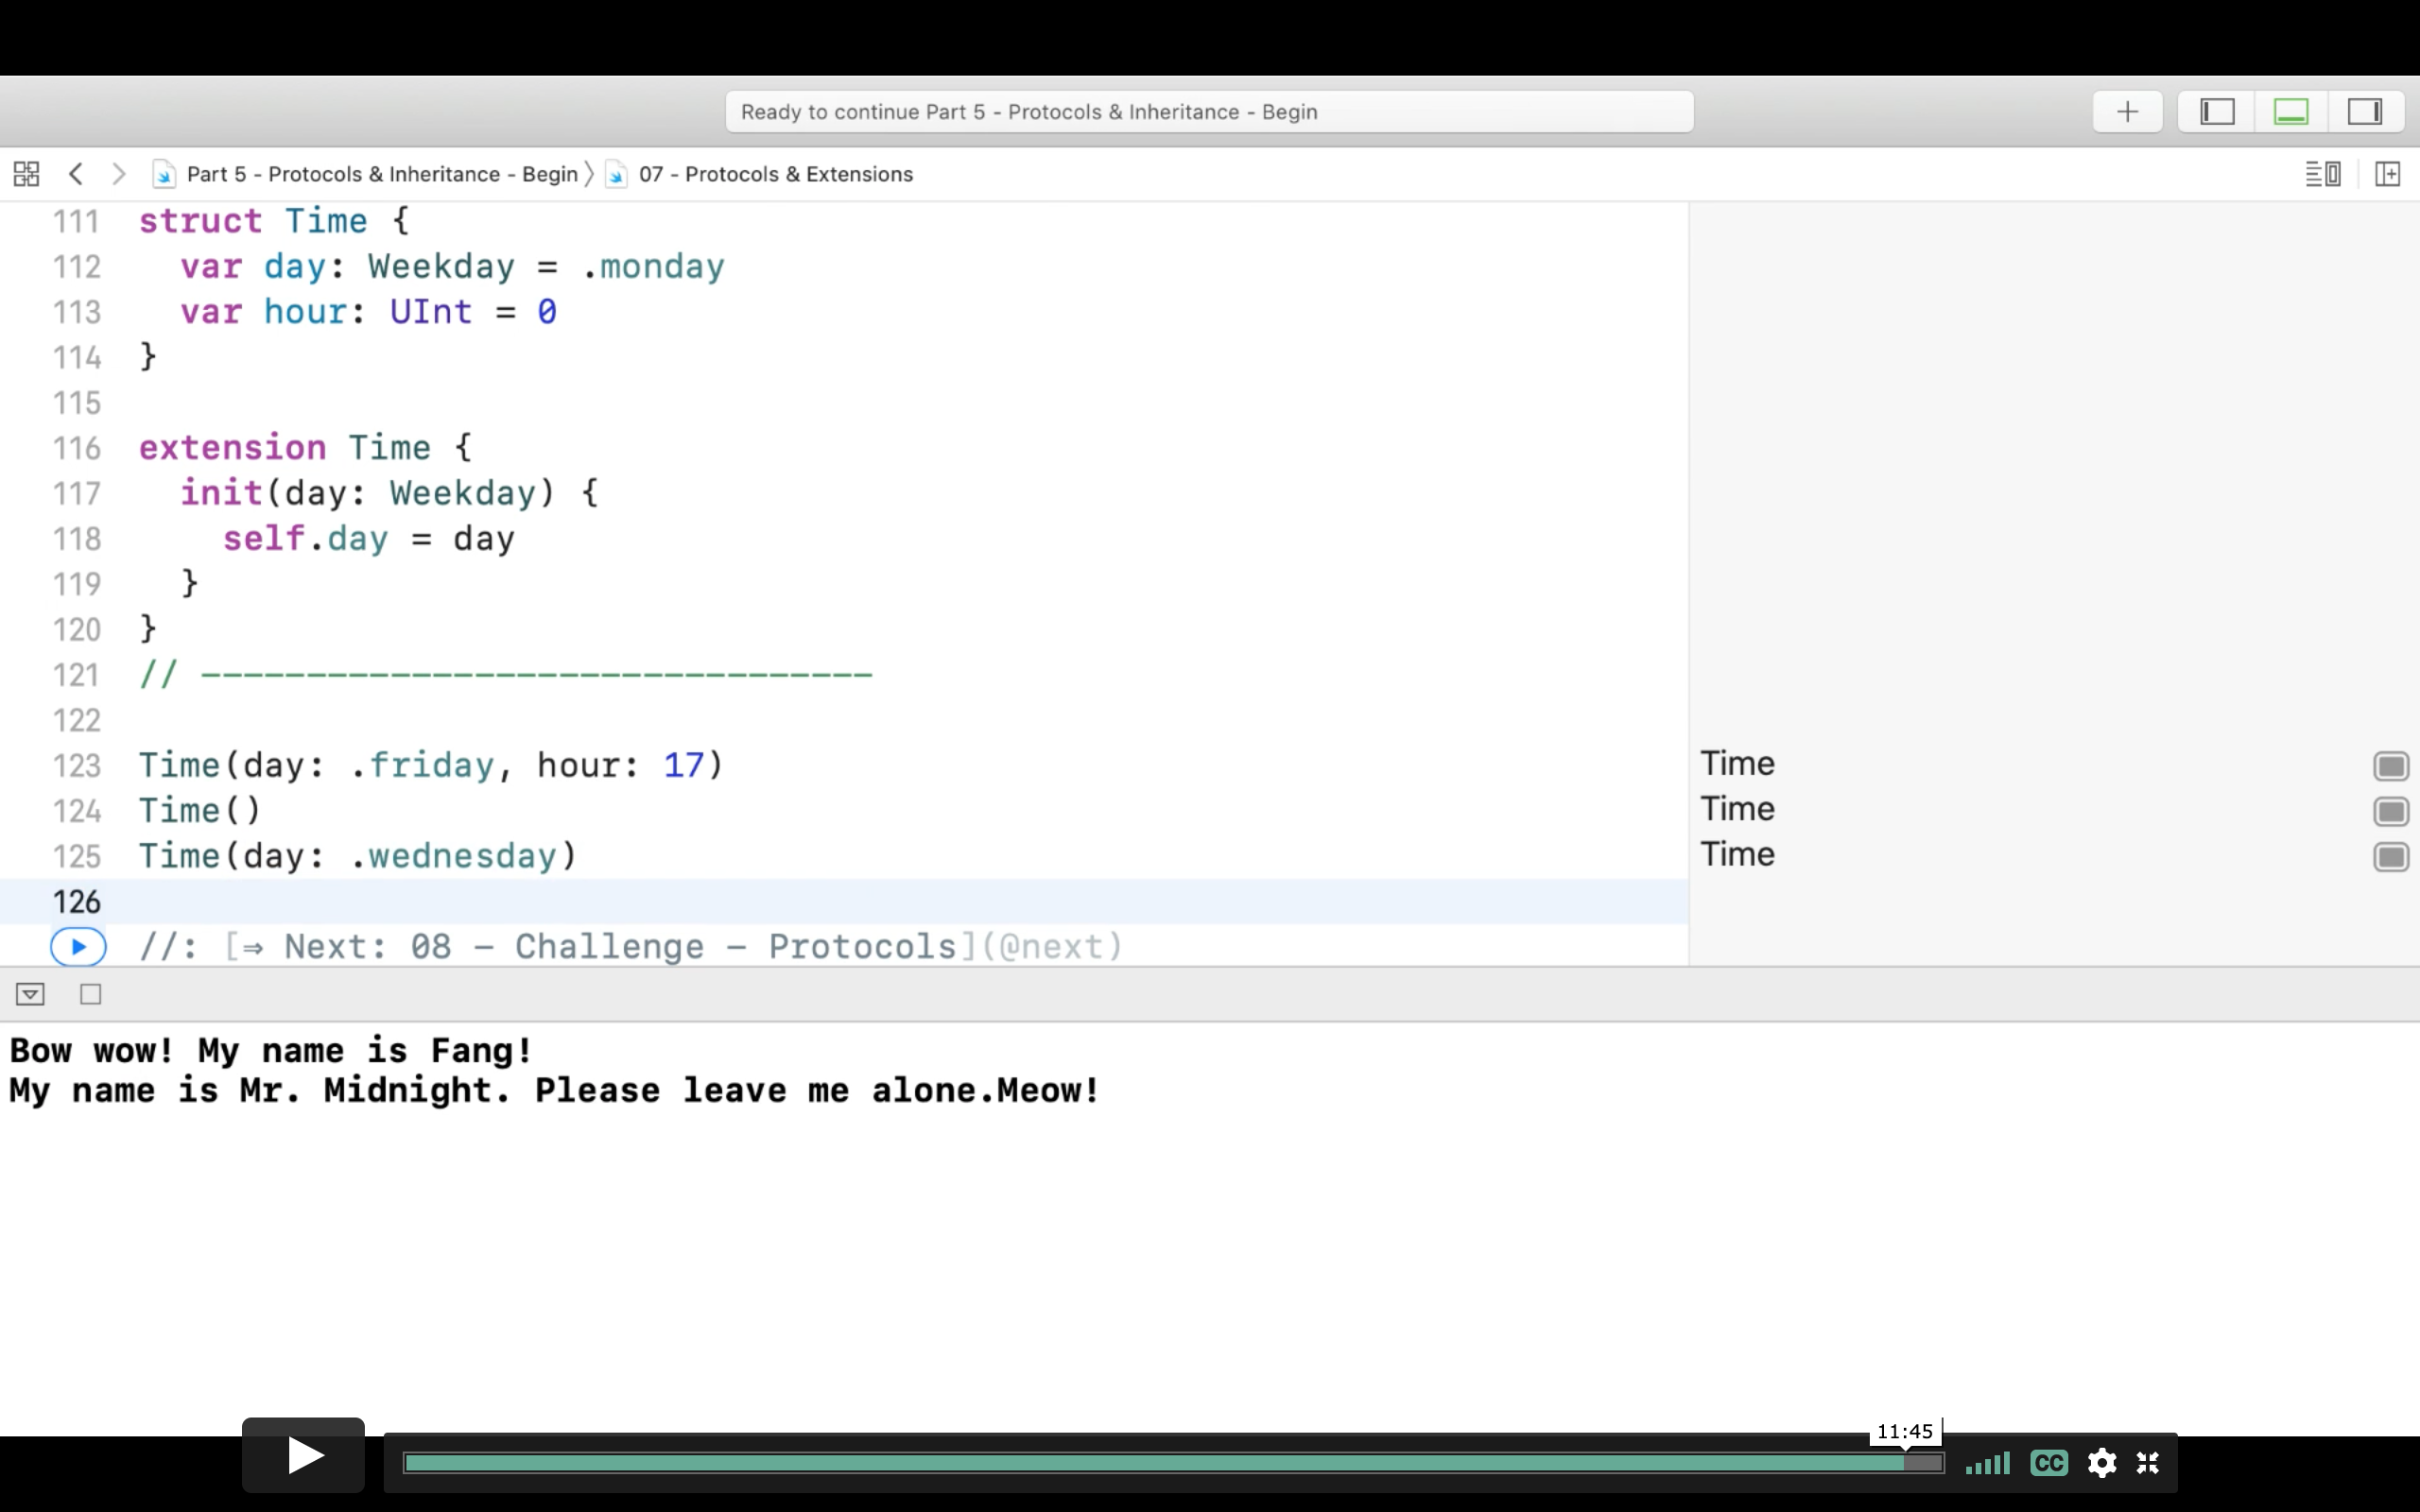 Ready to continue Part 5 - Protocols & Inheritance - Begin
Part 5 - Protocols & Inheritance - Begin 〉 07 - Protocols & Extensions
111 struct Time {
112   var day: Weekday = .monday
113   var hour: UInt = 0
114 }
115
116 extension Time {
117   init(day: Weekday) {
118     self.day = day
119   }
120 }
121 // --------------------------------
122
123 Time(day: .friday, hour: 17) Time
124 Time() Time
125 Time(day: .wednesday) Time
126
//: [⇒ Next: 08 - Challenge - Protocols](@next)
Bow wow! My name is Fang!
My name is Mr. Midnight. Please leave me alone.Meow!
11:45
CC